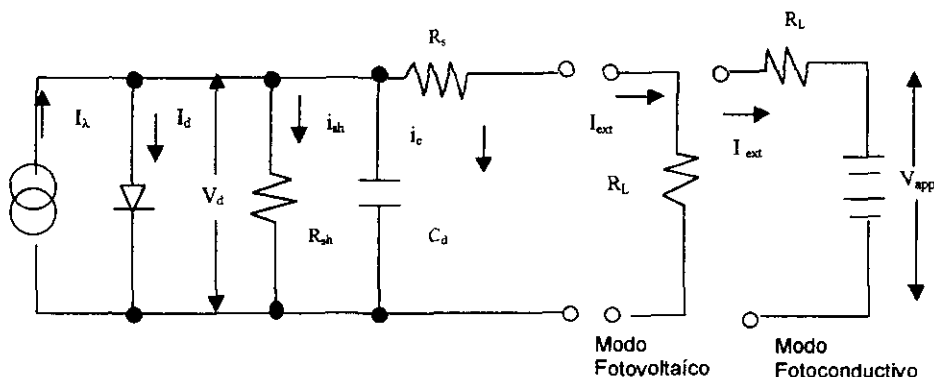 R_s
R_L
I_λ
I_d
i_sh
i_c
I_ext
I_ext
V_d
R_L
V_app
R_sh
C_d
Modo
Fotovoltaíco
Modo
Fotoconductivo